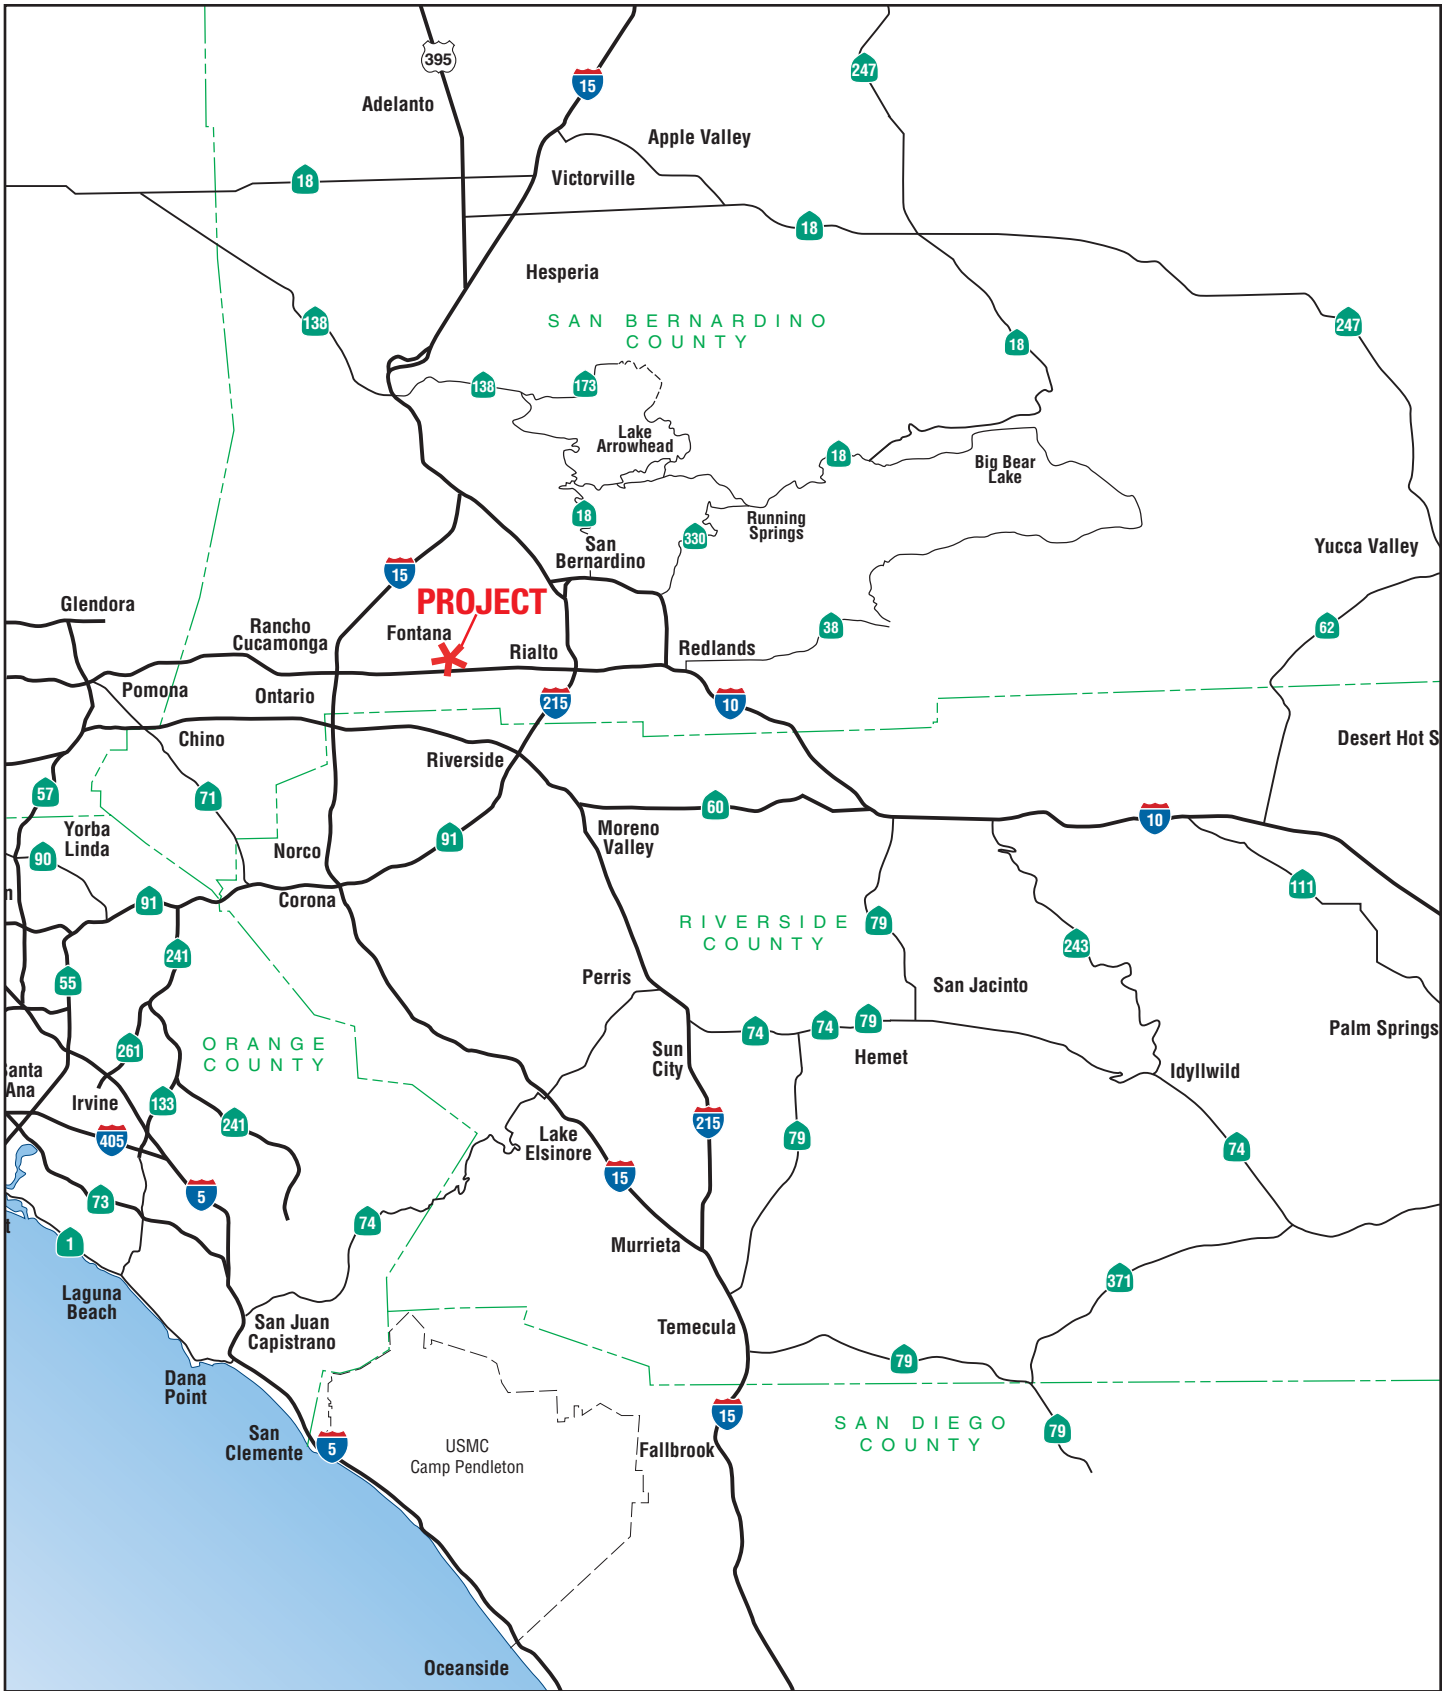 395
15
247
Adelanto
Apple Valley
18
Victorville
18
Hesperia
138
SAN BERNARDINO
COUNTY
247
18
138
173
Lake
Arrowhead
18
Big Bear
Lake
18
330
Running
Springs
San
Bernardino
Yucca Valley
15
PROJECT
Glendora
Rancho
Cucamonga
Fontana
Rialto
Redlands
38
62
Pomona
Ontario
215
10
Chino
Riverside
Desert Hot S
57
71
60
10
Yorba
Linda
91
Moreno
Valley
90
Norco
Corona
91
111
RIVERSIDE
COUNTY
79
243
241
55
Perris
San Jacinto
74
74
79
Palm Springs
ORANGE
COUNTY
261
Sun
City
Hemet
Idyllwild
anta
Ana
Irvine
133
241
215
405
Lake
Elsinore
79
74
15
5
73
74
1
Murrieta
371
Laguna
Beach
San Juan
Capistrano
Temecula
79
Dana
Point
15
SAN DIEGO
COUNTY
79
San
Clemente
5
USMC
Camp Pendleton
Fallbrook
Oceanside